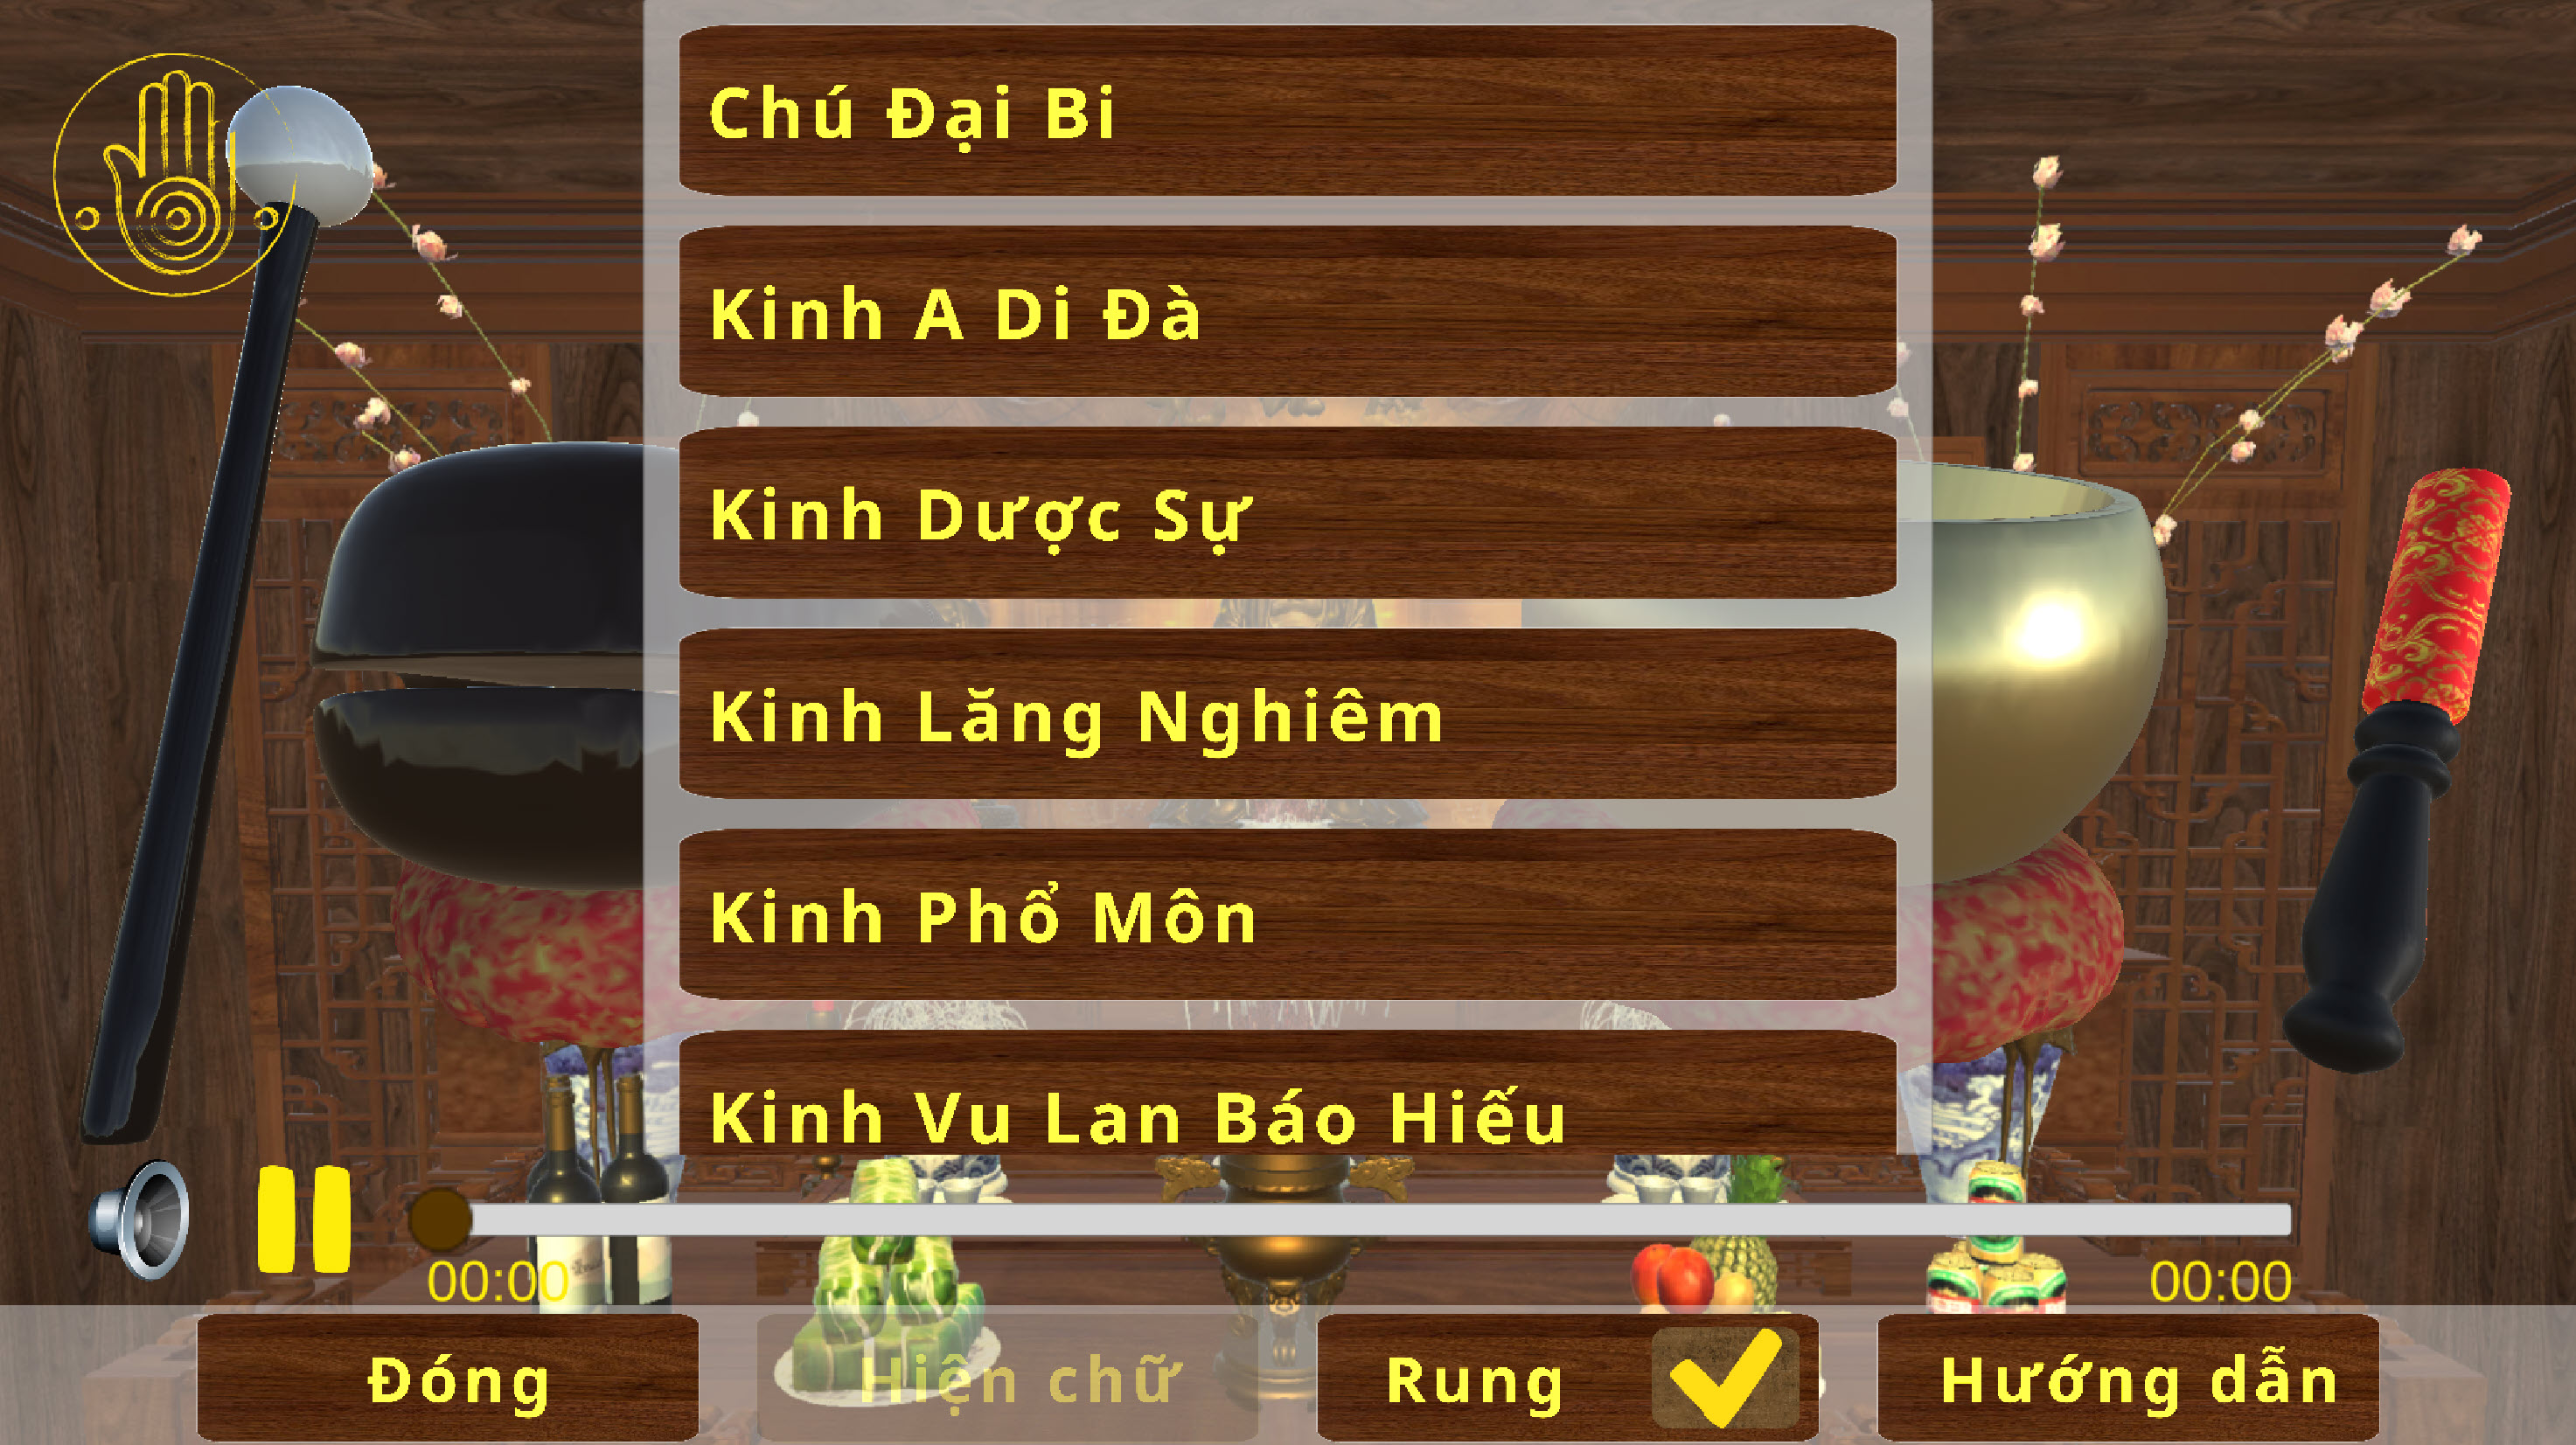 Chú Đại Bi
Kinh A Di Đà
Kinh Dược Sự
Kinh Lăng Nghiêm
Kinh Phổ Môn
Kinh Vu Lan Báo Hiếu
00:00
00:00
Đóng
Hiện chữ
Rung
Hướng dẫn